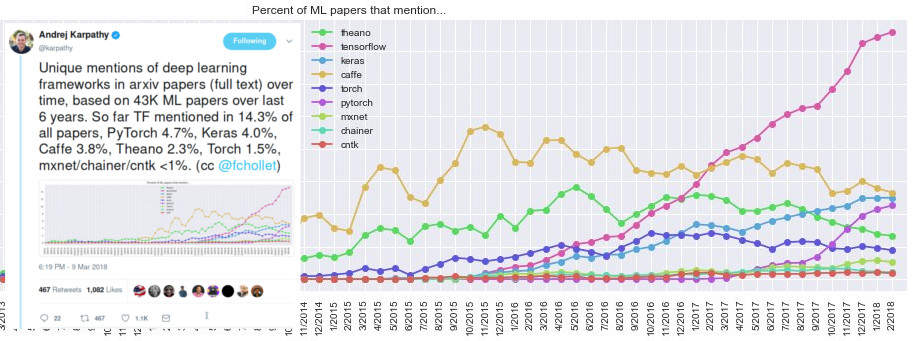 Percent of ML papers that mention...
Andrej Karpathy
@karpathy
Following
Unique mentions of deep learning
frameworks in arxiv papers (full text) over
time, based on 43K ML papers over last
6 years. So far TF mentioned in 14.3% of
all papers, PyTorch 4.7%, Keras 4.0%,
Caffe 3.8%, Theano 2.3%, Torch 1.5%,
mxnet/chainer/cntk <1%. (cc @fchollet)
6:19 PM - 9 Mar 2018
467 Retweets 1,082 Likes
22 467 1.1K
theano
tensorflow
keras
caffe
torch
pytorch
mxnet
chainer
cntk
3/2013
11/2014
12/2014
1/2015
2/2015
3/2015
4/2015
5/2015
6/2015
7/2015
8/2015
9/2015
10/2015
11/2015
12/2015
1/2016
2/2016
3/2016
4/2016
5/2016
6/2016
7/2016
8/2016
9/2016
10/2016
11/2016
12/2016
1/2017
2/2017
3/2017
4/2017
5/2017
6/2017
7/2017
8/2017
9/2017
10/2017
11/2017
12/2017
1/2018
2/2018